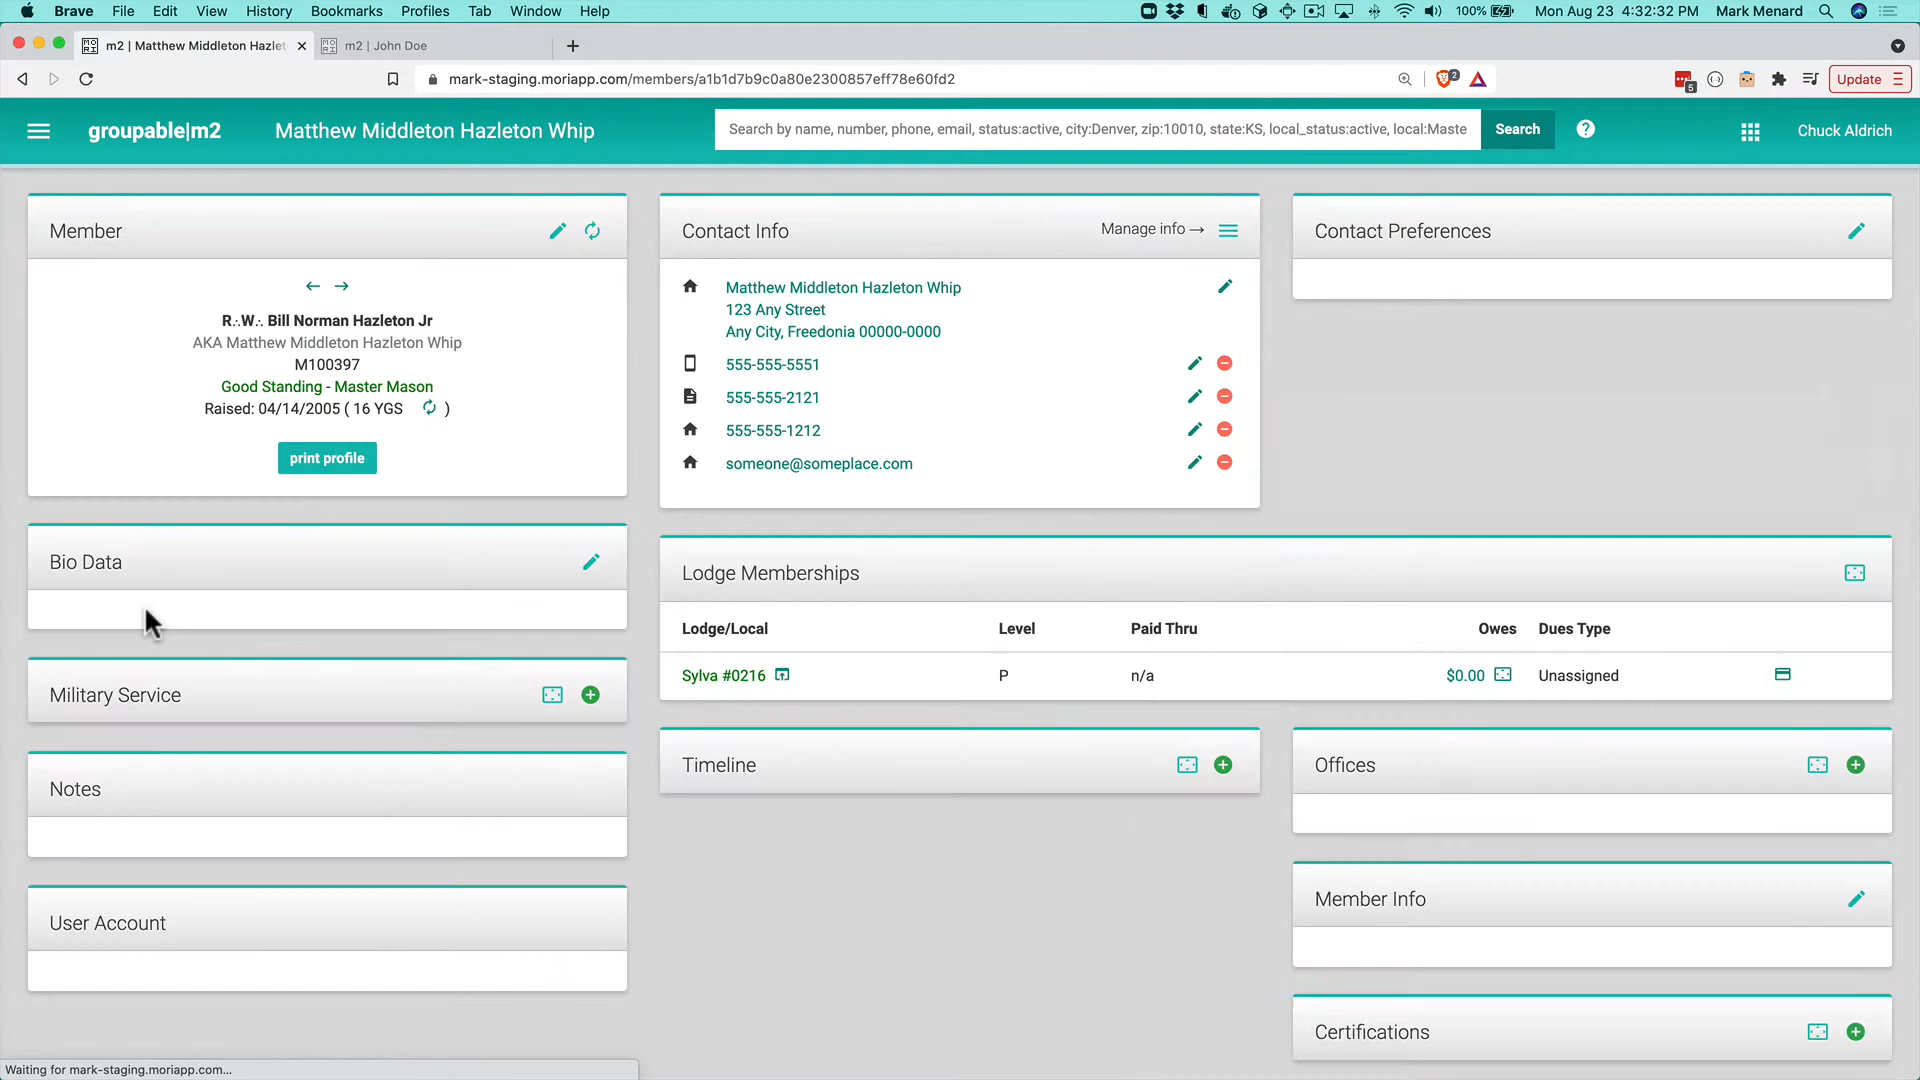 Brave File Edit View History Bookmarks Profiles Tab Window Help 100% Mon Aug 23 4:32:32 PM Mark Menard
m2 | Matthew Middleton Hazlet m2 | John Doe
mark-staging.moriapp.com/members/a1b1d7b9c0a80e2300857eff78e60fd2 2 5 Update
groupable|m2 Matthew Middleton Hazleton Whip Search by name, number, phone, email, status:active, city:Denver, zip:10010, state:KS, local_status:active, local:Maste Search Chuck Aldrich
Member
R∴W∴ Bill Norman Hazleton Jr
AKA Matthew Middleton Hazleton Whip
M100397
Good Standing - Master Mason
Raised: 04/14/2005 ( 16 YGS )
print profile
Contact Info Manage info →
Matthew Middleton Hazleton Whip
123 Any Street
Any City, Freedonia 00000-0000
555-555-5551
555-555-2121
555-555-1212
someone@someplace.com
Contact Preferences
Bio Data
Military Service
Notes
User Account
Lodge Memberships
Lodge/Local Level Paid Thru Owes Dues Type
Sylva #0216 P n/a $0.00 Unassigned
Timeline
Offices
Member Info
Certifications
Waiting for mark-staging.moriapp.com...